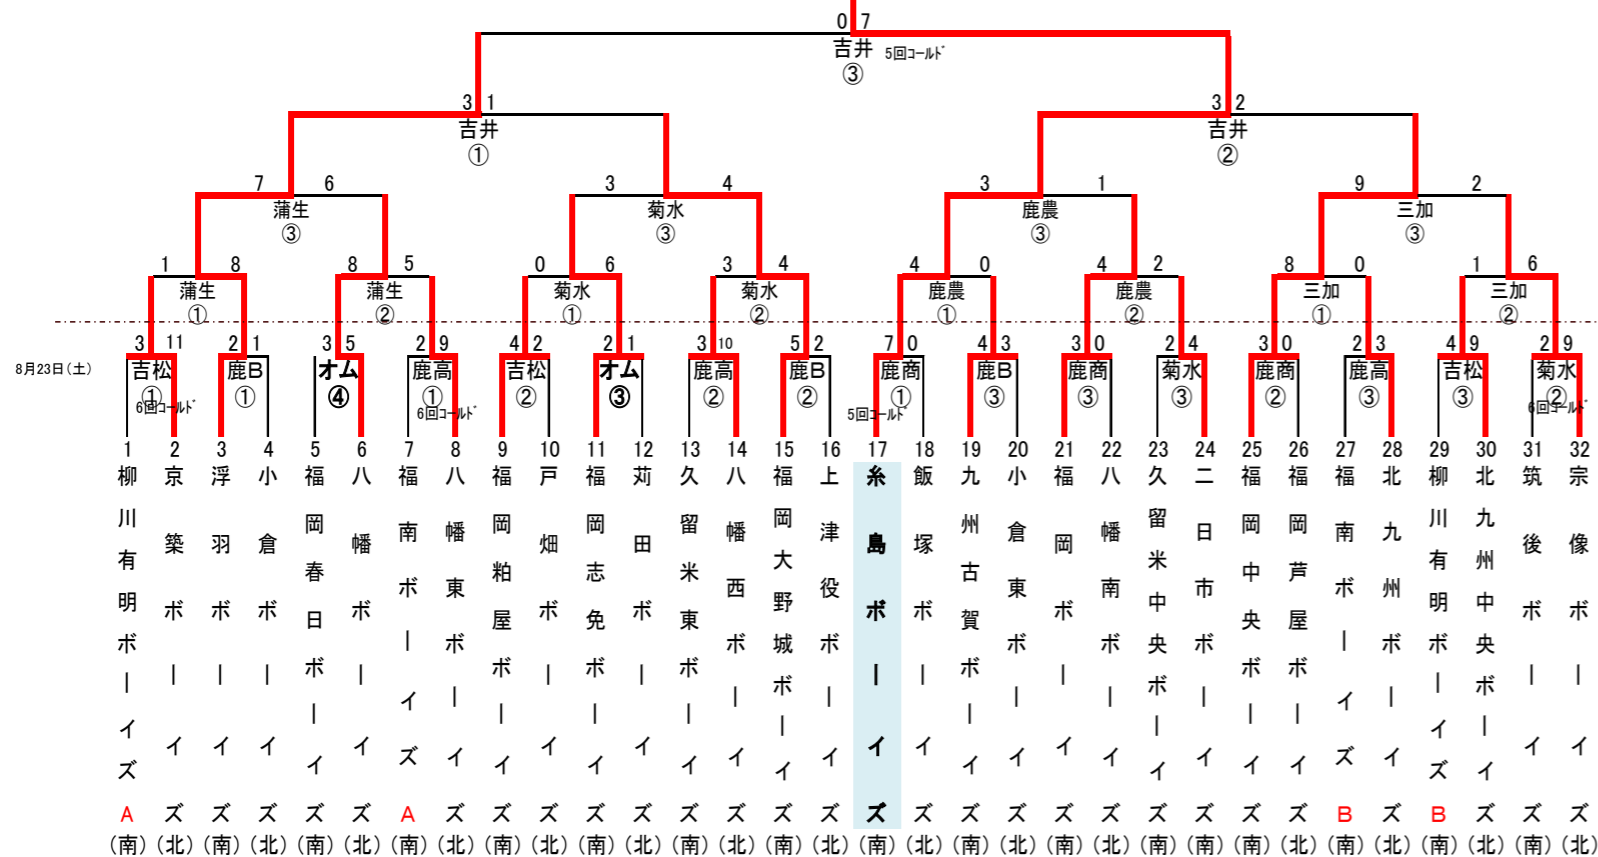 0 7
吉井 5回ｺｰﾙﾄﾞ
③
3 1 3 2
吉井 吉井
① ②
7 6 3 4 3 1 9 2
蒲生 菊水 鹿農 三加
③ ③ ③ ③
1 8 8 5 0 6 3 4 4 0 4 2 8 0 1 6
蒲生 蒲生 菊水 菊水 鹿農 鹿農 三加 三加
① ② ① ② ① ② ① ②
8月23日(土)
3 11 2 1 3 5 2 9 4 2 2 1 3 10 5 2 7 0 4 3 3 0 2 4 3 0 2 3 4 9 2 9
吉松 鹿B オム 鹿高 吉松 オム 鹿高 鹿B 鹿商 鹿B 鹿商 菊水 鹿商 鹿高 吉松 菊水
① ① ④ ① ② ③ ② ② ① ③ ③ ③ ② ③ ③ ②
6回ｺｰﾙﾄﾞ 6回ｺｰﾙﾄﾞ 5回ｺｰﾙﾄﾞ 6回ｺｰﾙﾄﾞ
1 柳川有明ボーイズ A (南)
2 京築ボーイズ (北)
3 浮羽ボーイズ (南)
4 小倉ボーイズ (北)
5 福岡春日ボーイズ (南)
6 八幡ボーイズ (北)
7 福南ボーイズ A (南)
8 八幡東ボーイズ (北)
9 福岡粕屋ボーイズ (南)
10 戸畑ボーイズ (北)
11 福岡志免ボーイズ (南)
12 苅田ボーイズ (北)
13 久留米東ボーイズ (南)
14 八幡西ボーイズ (北)
15 福岡大野城ボーイズ (南)
16 上津役ボーイズ (北)
17 糸島ボーイズ (南)
18 飯塚ボーイズ (北)
19 九州古賀ボーイズ (南)
20 小倉東ボーイズ (北)
21 福岡ボーイズ (南)
22 八幡南ボーイズ (北)
23 久留米中央ボーイズ (南)
24 二日市ボーイズ (北)
25 福岡中央ボーイズ (南)
26 福岡芦屋ボーイズ (北)
27 福南ボーイズ B (南)
28 北九州ボーイズ (北)
29 柳川有明ボーイズ B (南)
30 北九州中央ボーイズ (北)
31 筑後ボーイズ (南)
32 宗像ボーイズ (北)